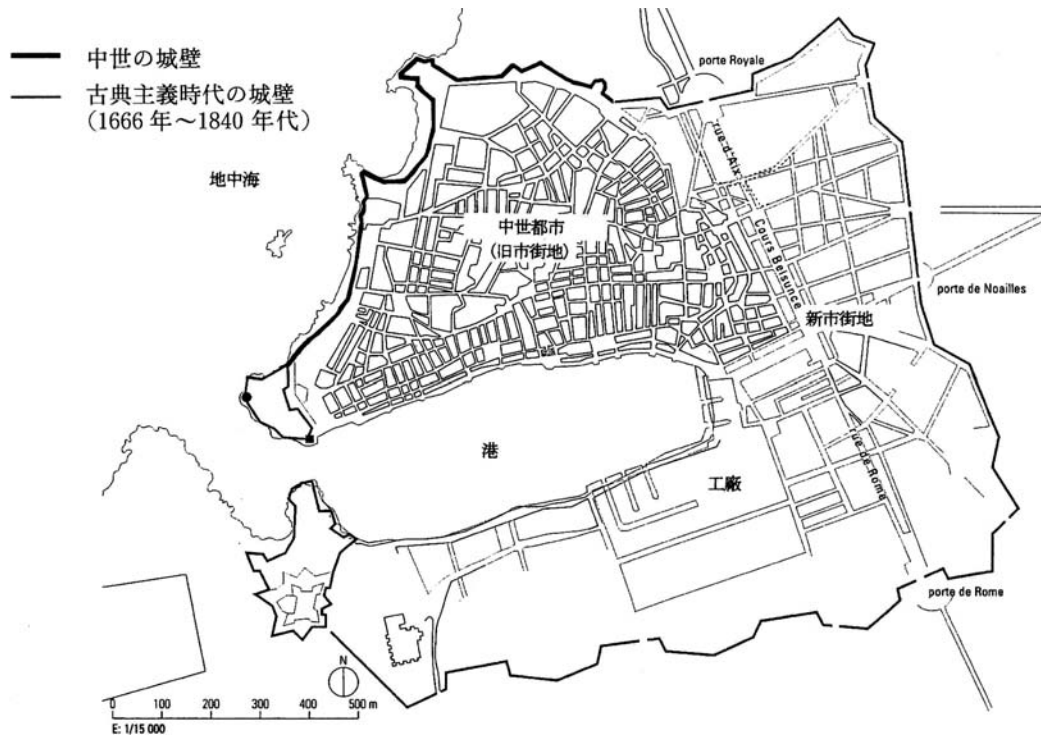 中世の城壁
古典主義時代の城壁
(1666年~1840年代)
地中海
porte Royale
rue d'Aix
中世都市
(旧市街地)
Cours Belsunce
porte de Noailles
新市街地
港
工廠
rue de Rome
porte de Rome
N
0 100 200 300 400 500 m
E: 1/15 000